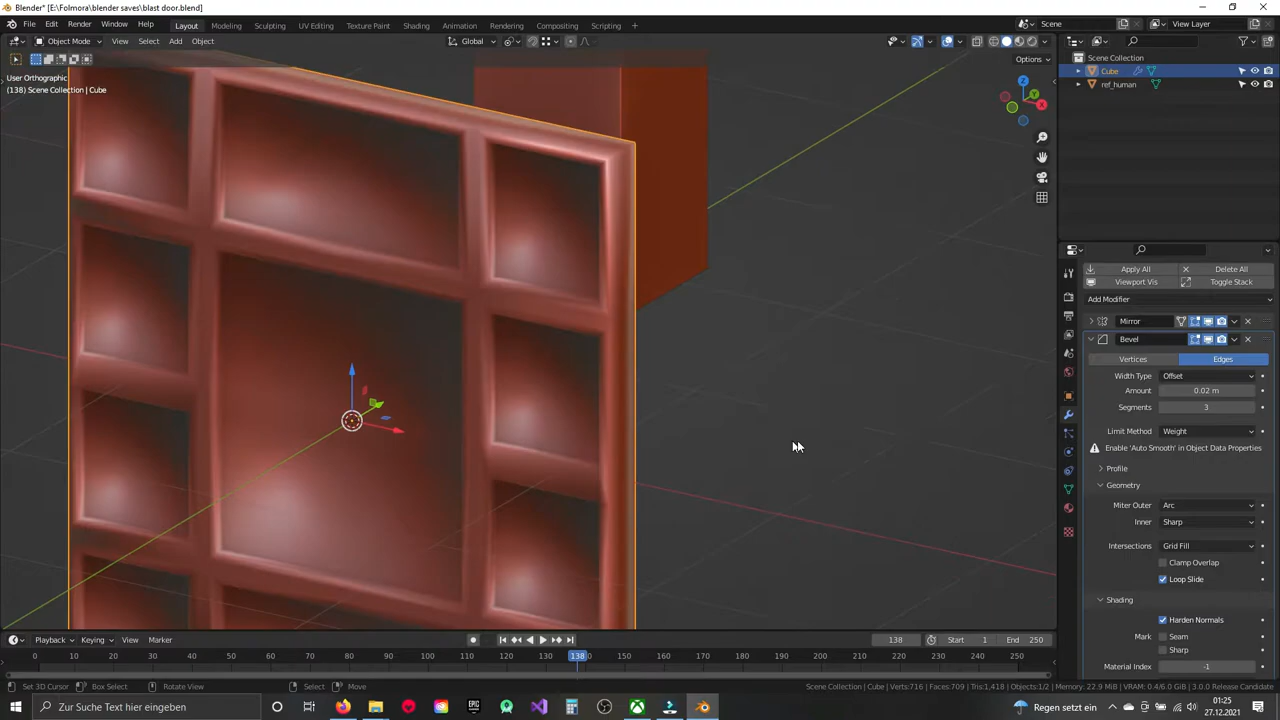 Blender* [E:\Folmora\blender saves\blast door.blend]
File Edit Render Window Help Layout Modeling Sculpting UV Editing Texture Paint Shading Animation Rendering Compositing Scripting Scene View Layer
Object Mode View Select Add Object Global
Options
User Orthographic
(138) Scene Collection | Cube
Z
Y
X
Scene Collection
Cube
ref_human
Apply All Delete All
Viewport Vis Toggle Stack
Add Modifier
Mirror
Bevel
Vertices Edges
Width Type Offset
Amount 0.02 m
Segments 3
Limit Method Weight
Enable 'Auto Smooth' in Object Data Properties
Profile
Geometry
Miter Outer Arc
Inner Sharp
Intersections Grid Fill
Clamp Overlap
Loop Slide
Shading
Harden Normals
Mark Seam
Sharp
Material Index -1
Playback Keying View Marker 138 Start 1 End 250
0 10 20 30 40 50 60 70 80 90 100 110 120 130 138 150 160 170 180 190 200 210 220 230 240 250
Set 3D Cursor Box Select Rotate View Select Move Scene Collection | Cube | Verts:716 | Faces:709 | Tris:1,418 | Objects:1/2 | Memory: 22.9 MiB | VRAM: 0.4/6.0 GiB | 3.0.0 Release Candidate
Zur Suche Text hier eingeben EPIC GAMES Regen setzt ein 01:25
27.12.2021